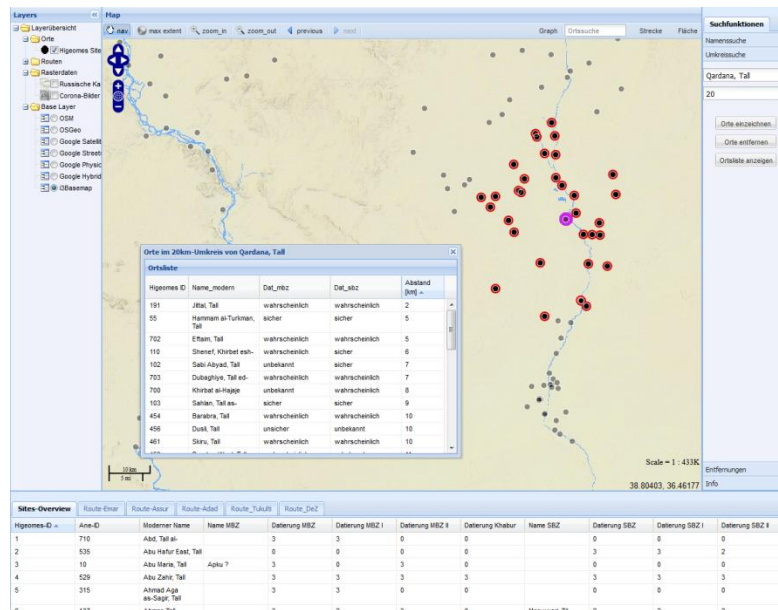 Layers
Layerübersicht
Orte
Higeomes Site
Routen
Rasterdaten
Russische Ka
Corona-Bilder
Base Layer
OSM
OSGeo
Google Satellit
Google Street
Google Physic
Google Hybrid
GBasemap
Map
nav max extent zoom_in zoom_out previous next Graph Ortssuche Strecke Fläche
Suchfunktionen
Namenssuche
Umkreissuche
Qardana, Tall
20
Orte einzeichnen
Orte entfernen
Ortsliste anzeigen
Orte im 20km-Umkreis von Qardana, Tall
Ortsliste
Higeomes ID Name_modern Dat_mbz Dat_sbz Abstand [km]
191 Jittal, Tall wahrscheinlich wahrscheinlich 2
55 Hammam al-Turkman, Tall sicher sicher 5
702 Eftaim, Tall wahrscheinlich wahrscheinlich 5
110 Shenef, Khirbet esh- wahrscheinlich sicher 6
102 Sabi Abyad, Tall unbekannt sicher 7
703 Dubaghiye, Tall ed- wahrscheinlich wahrscheinlich 7
700 Khirbat al-Hajaje unbekannt wahrscheinlich 8
103 Sahlan, Tall as- sicher sicher 9
454 Barabra, Tall wahrscheinlich wahrscheinlich 10
456 Dusli, Tall unsicher unbekannt 10
461 Skiru, Tall wahrscheinlich wahrscheinlich 10
10 km
5 mi
Scale = 1 : 433K
38.80403, 36.46177
Entfernungen
Info
Sites-Overview Route-Emar Route-Assur Route-Adad Route_Tukulti Route_DeZ
Higeomes-ID Ane-ID Moderner Name Name MBZ Datierung MBZ Datierung MBZ I Datierung MBZ II Datierung Khabur Name SBZ Datierung SBZ Datierung SBZ I Datierung SBZ II
1 710 Abd, Tall al- 3 3 0 0 0 0 0
2 535 Abu Hafur East, Tall 0 0 0 0 3 3 2
3 10 Abu Maria, Tall Apku ? 3 0 3 0 0 0 0
4 529 Abu Zahir, Tall 3 3 3 3 3 3 3
5 315 Ahmad Aga as-Sagir, Tall 3 3 0 0 0 0 0